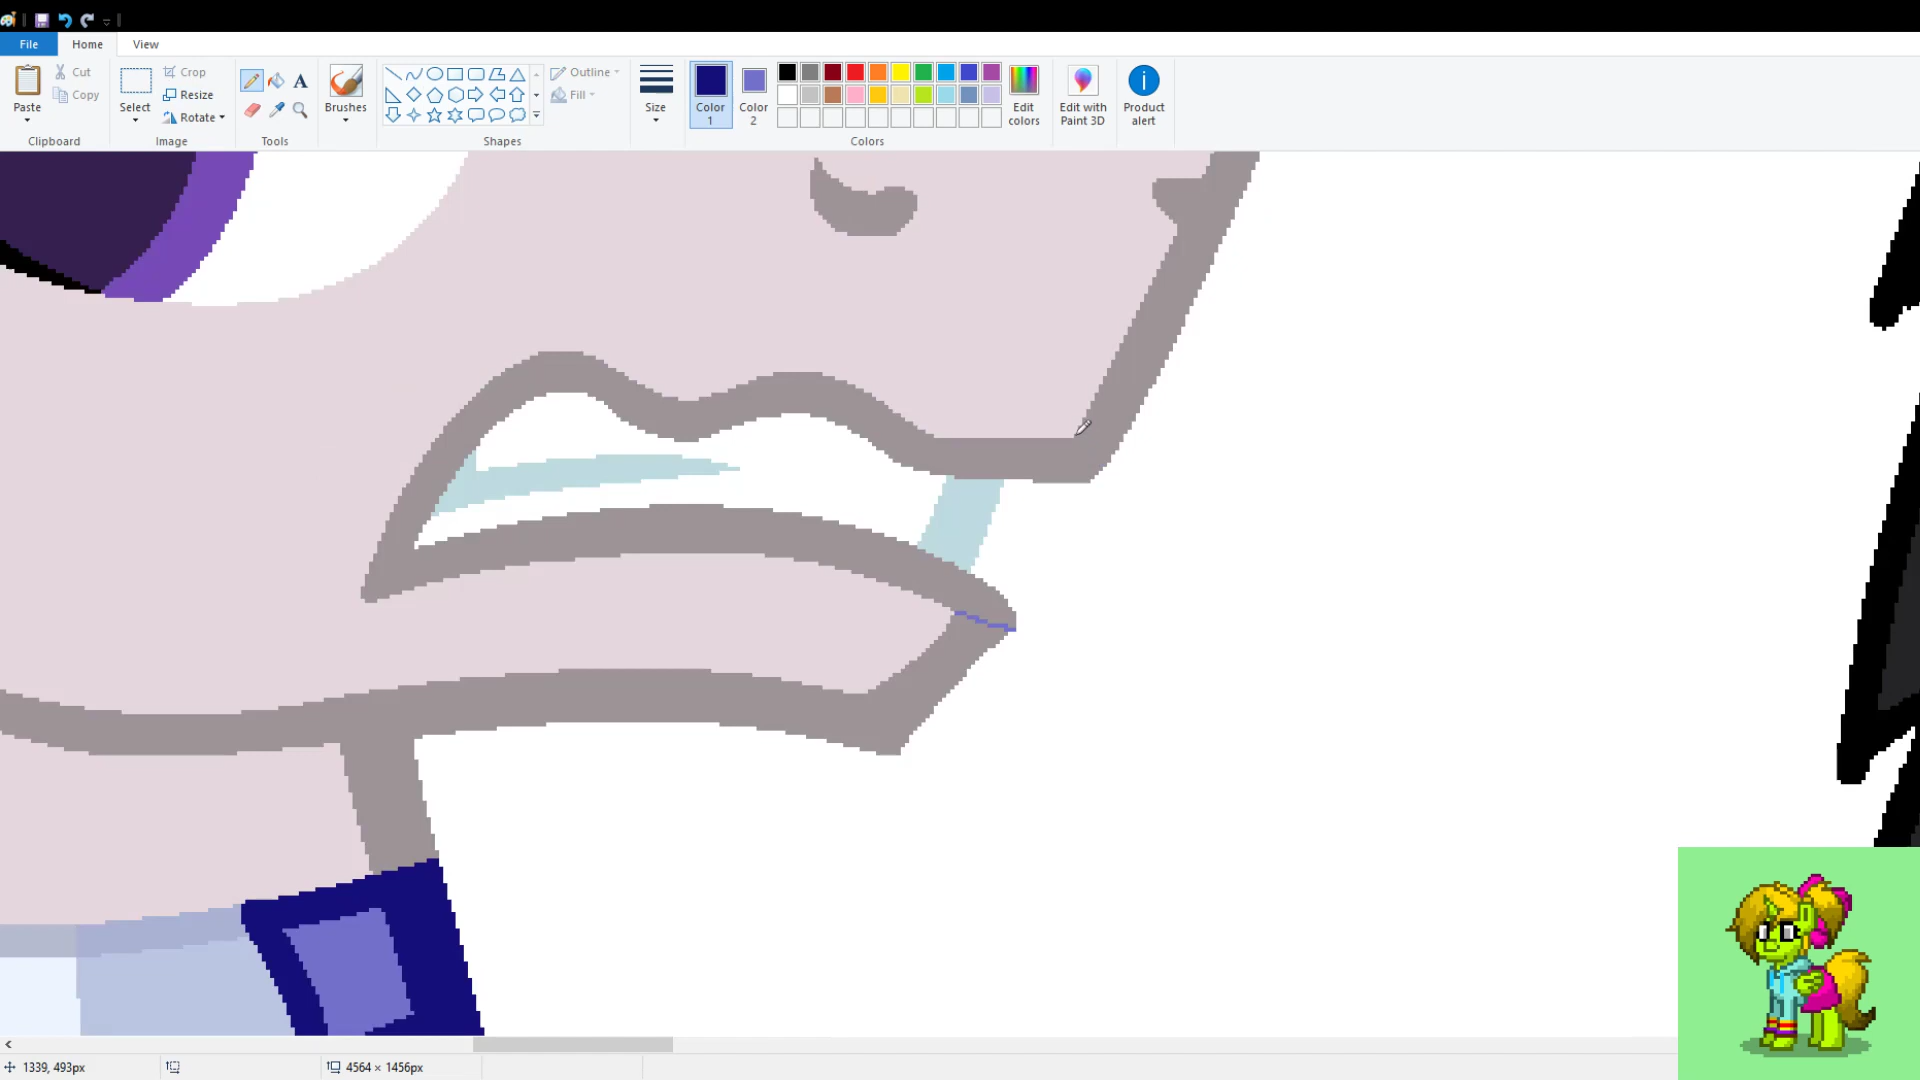 File Home View
Paste Cut Copy Clipboard
Select Crop Resize Rotate Image
A Tools
Brushes
Outline Fill Shapes
Size
Color 1 Color 2 Edit colors Colors
Edit with Paint 3D
Product alert
1339, 493px 4564 × 1456px